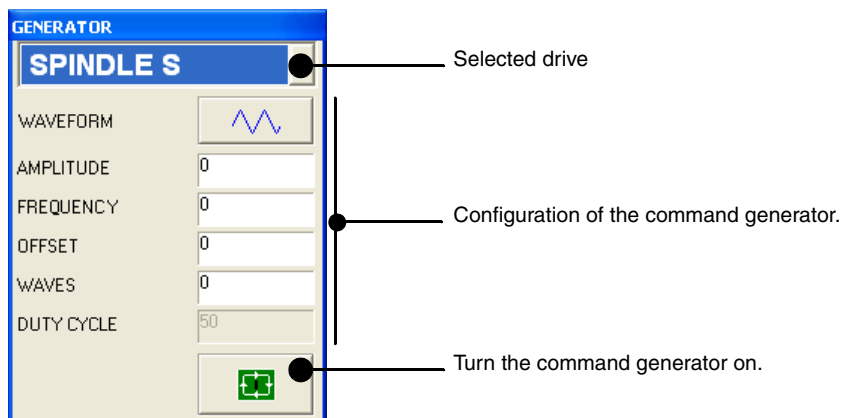 GENERATOR
SPINDLE S
Selected drive
WAVEFORM
AMPLITUDE 0
FREQUENCY 0
Configuration of the command generator.
OFFSET 0
WAVES 0
DUTY CYCLE 50
Turn the command generator on.